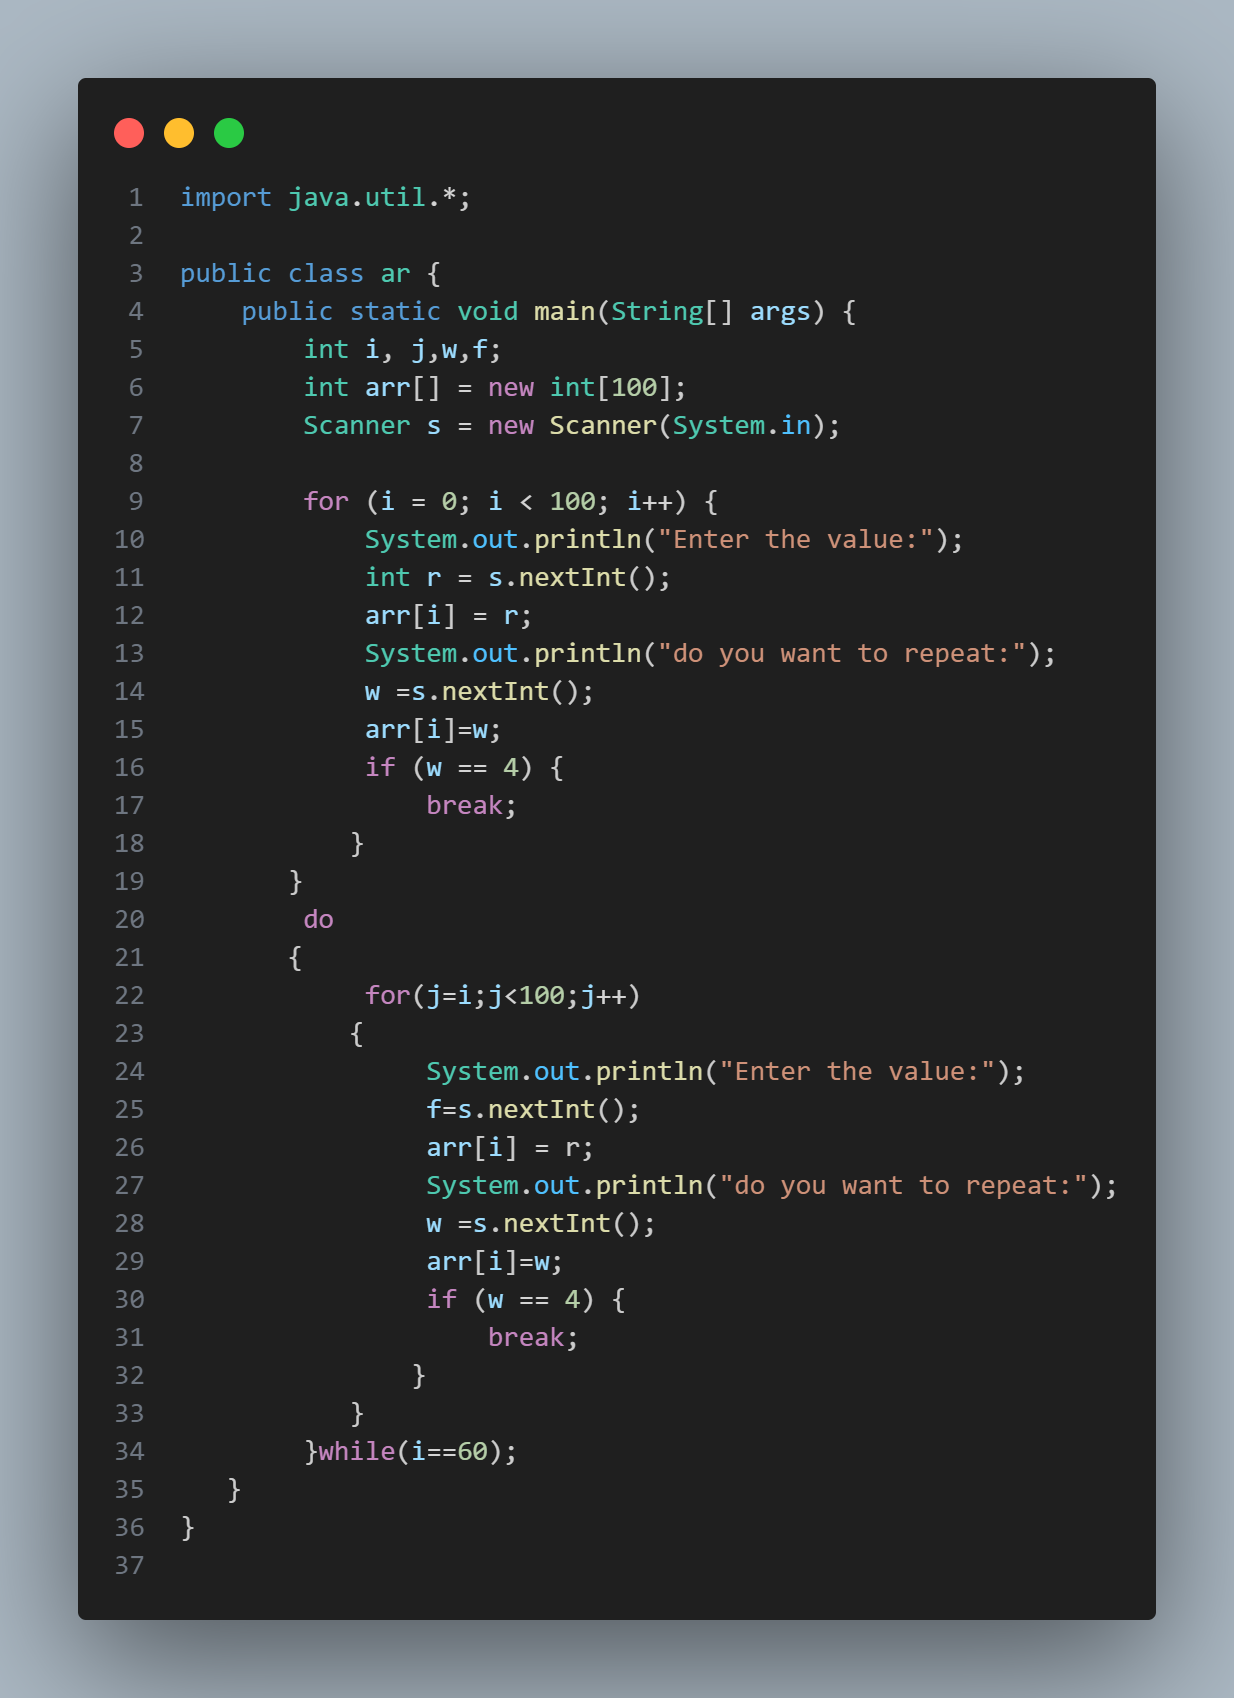 1 import java.util.*;
2
3 public class ar {
4     public static void main(String[] args) {
5         int i, j,w,f;
6         int arr[] = new int[100];
7         Scanner s = new Scanner(System.in);
8
9         for (i = 0; i < 100; i++) {
10             System.out.println("Enter the value:");
11             int r = s.nextInt();
12             arr[i] = r;
13             System.out.println("do you want to repeat:");
14             w =s.nextInt();
15             arr[i]=w;
16             if (w == 4) {
17                 break;
18            }
19        }
20         do
21        {
22             for(j=i;j<100;j++)
23            {
24                 System.out.println("Enter the value:");
25                 f=s.nextInt();
26                 arr[i] = r;
27                 System.out.println("do you want to repeat:");
28                 w =s.nextInt();
29                 arr[i]=w;
30                 if (w == 4) {
31                     break;
32                }
33            }
34         }while(i==60);
35    }
36 }
37